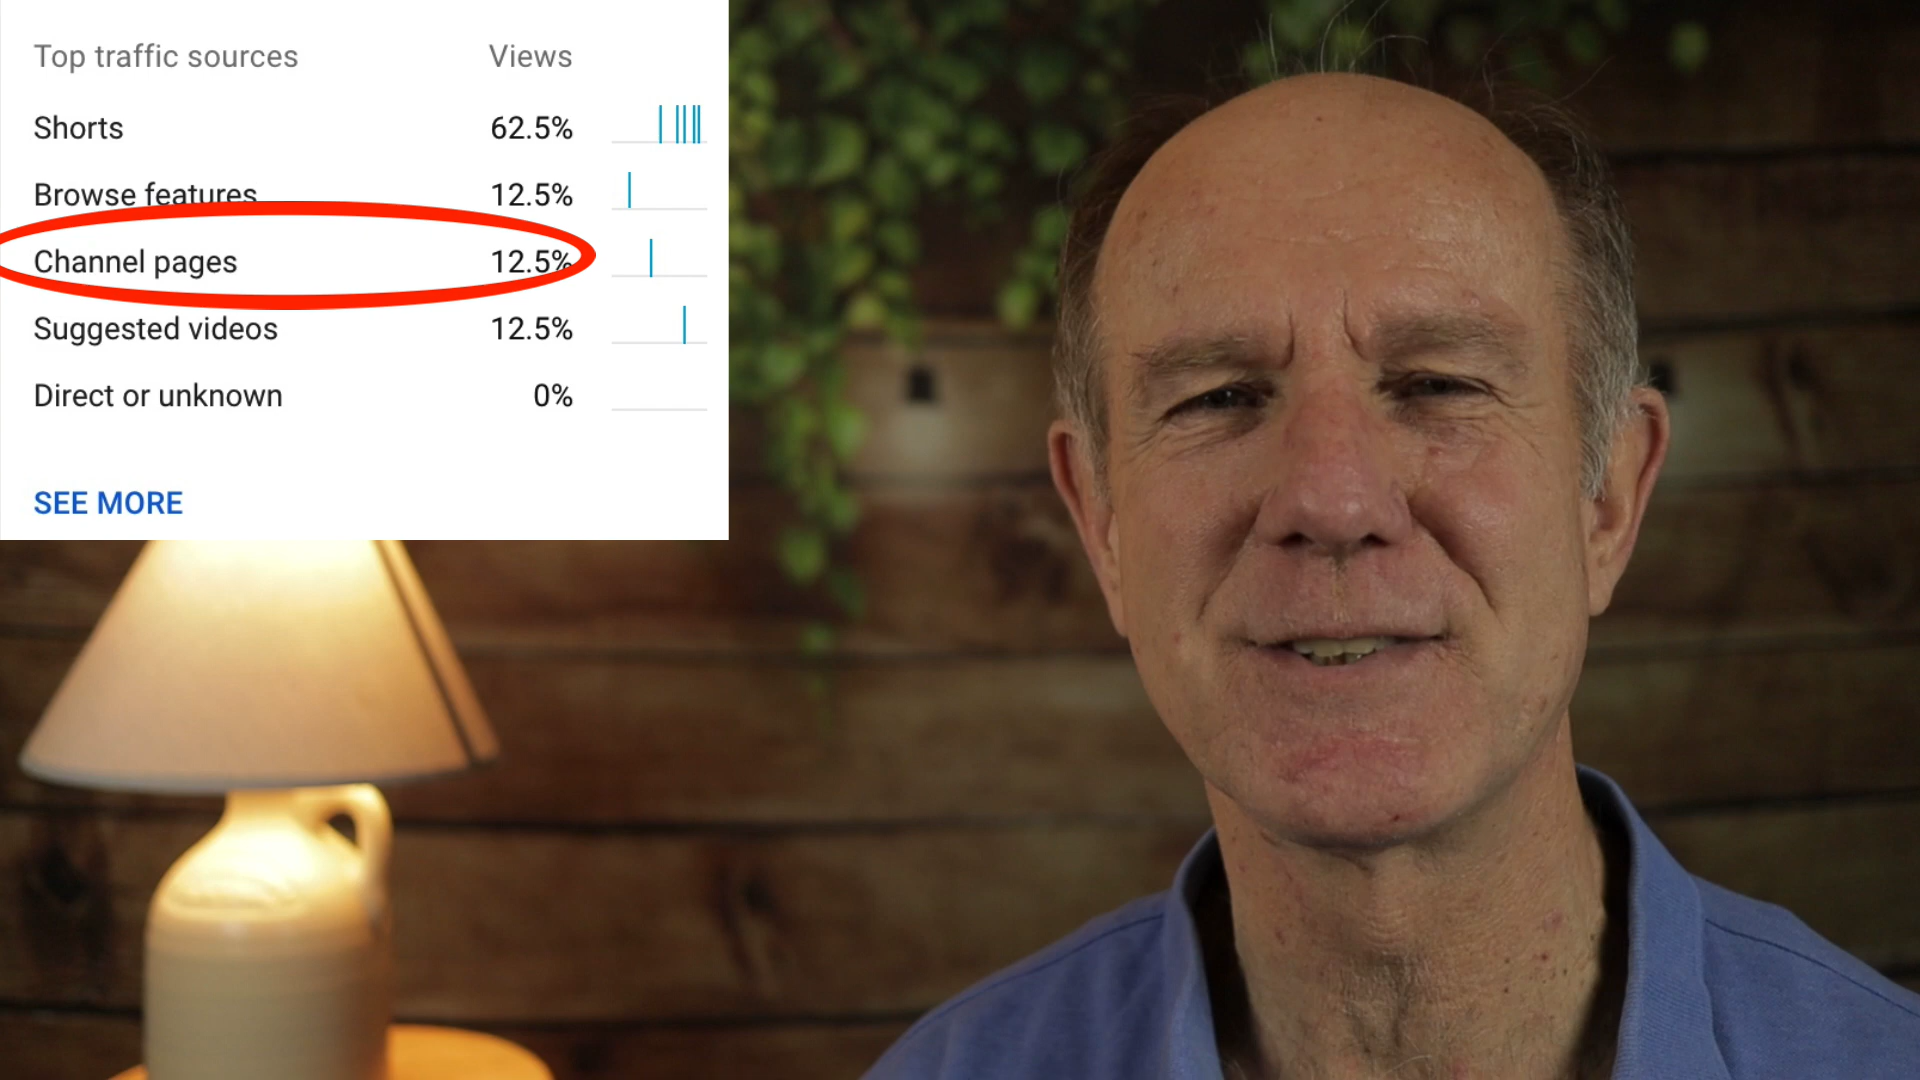 Top traffic sources Views
Shorts 62.5%
Browse features 12.5%
Channel pages 12.5%
Suggested videos 12.5%
Direct or unknown 0%
SEE MORE